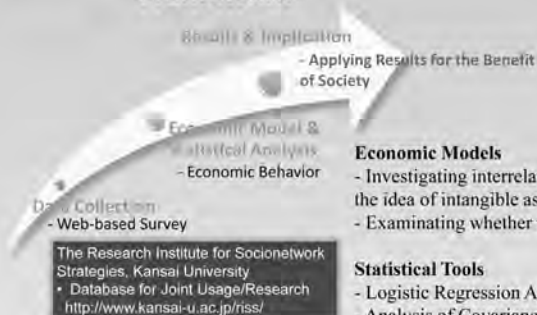 Results & Implication
- Applying Results for the Benefit
of Society
Economic Model &
Statistical Analysis
- Economic Behavior
Data Collection
- Web-based Survey
The Research Institute for Socionetwork
Strategies, Kansai University
• Database for Joint Usage/Research
http://www.kansai-u.ac.jp/riss/
Economic Models
- Investigating interrela
the idea of intangible as
- Examinating whether
Statistical Tools
- Logistic Regression A
- Analysis of Covarianc